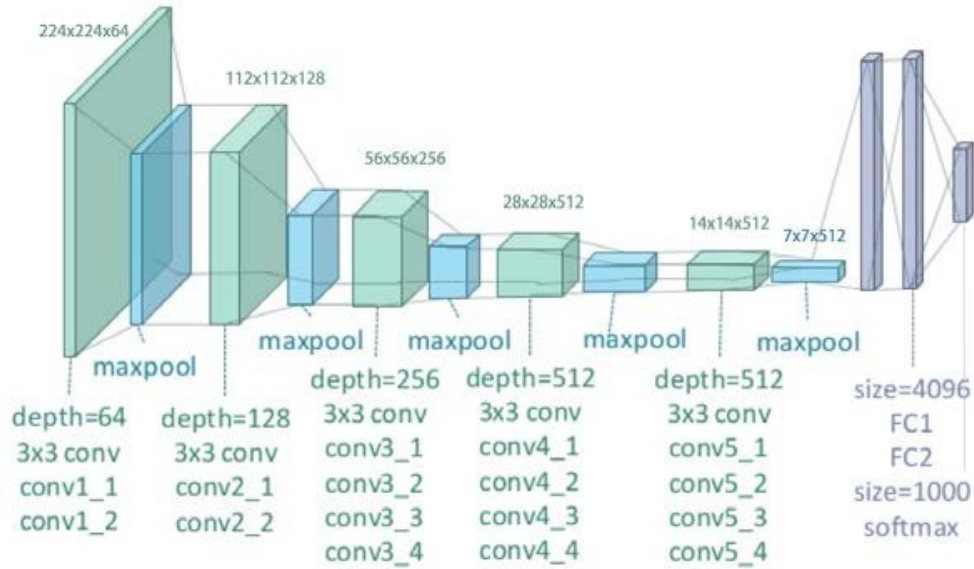 224x224x64
112x112x128
56x56x256
28x28x512
14x14x512
7x7x512
maxpool
maxpool
maxpool
maxpool
maxpool
depth=64
3x3 conv
conv1_1
conv1_2
depth=128
3x3 conv
conv2_1
conv2_2
depth=256
3x3 conv
conv3_1
conv3_2
conv3_3
conv3_4
depth=512
3x3 conv
conv4_1
conv4_2
conv4_3
conv4_4
depth=512
3x3 conv
conv5_1
conv5_2
conv5_3
conv5_4
size=4096
FC1
FC2
size=1000
softmax